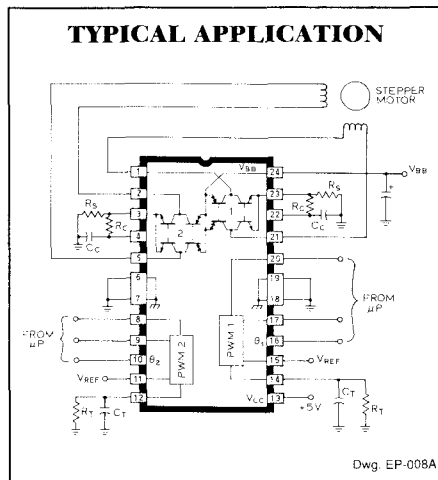 TYPICAL APPLICATION
STEPPER
MOTOR
VBB
1 24 VBB
+
2 23
RS RS
3 1 22
RC RC
CC CC
4 2 21
5 20
6 19
7 18
FROM
µP
8 17
FROM
µP
9 PWM 2 PWM 1 θ1 16
10 θ2 15 VREF
VREF 11 14
12 VCC 13
RT CT +5V CT RT
Dwg. EP-008A